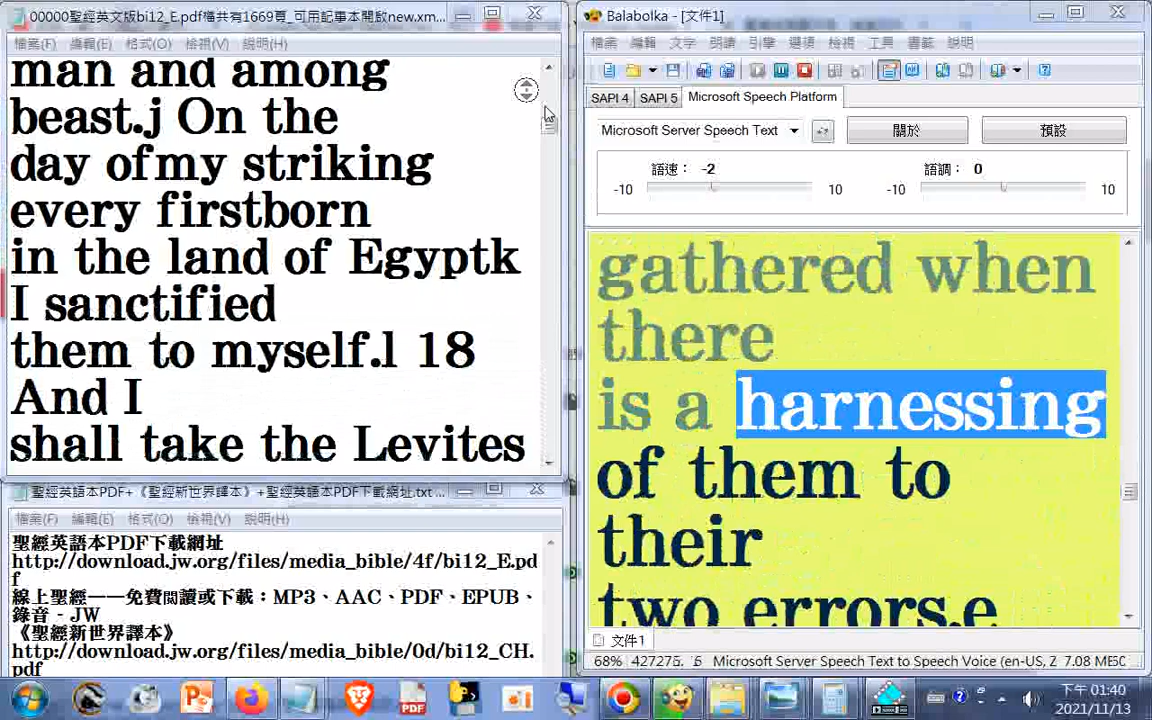 00000聖經英文版bi12_E.pdf檔共有1669頁_可用記事本開啟new.xm...
檔案(F) 編輯(E) 格式(O) 檢視(V) 說明(H)
man and among
beast.j On the
day ofmy striking
every firstborn
in the land of Egyptk
I sanctified
them to myself.l 18
And I
shall take the Levites
聖經英語本PDF+《聖經新世界譯本》+聖經英語本PDF下載網址.txt ...
檔案(F) 編輯(E) 格式(O) 檢視(V) 說明(H)
聖經英語本PDF下載網址
http://download.jw.org/files/media_bible/4f/bi12_E.pd
f
線上聖經——免費閱讀或下載：MP3、AAC、PDF、EPUB、
錄音 - JW
《聖經新世界譯本》
http://download.jw.org/files/media_bible/0d/bi12_CH.
pdf
Balabolka - [文件1]
檔案 編輯 文字 朗讀 引擎 選項 檢視 工具 書籤 說明
SAPI 4 SAPI 5 Microsoft Speech Platform
Microsoft Server Speech Text
關於 預設
語速： -2 語調： 0
-10 10 -10 10
gathered when
there
is a harnessing
of them to
their
two errors.e
文件1
68% Microsoft Server Speech Text to Speech Voice (en-US, Z
下午 01:40
2021/11/13